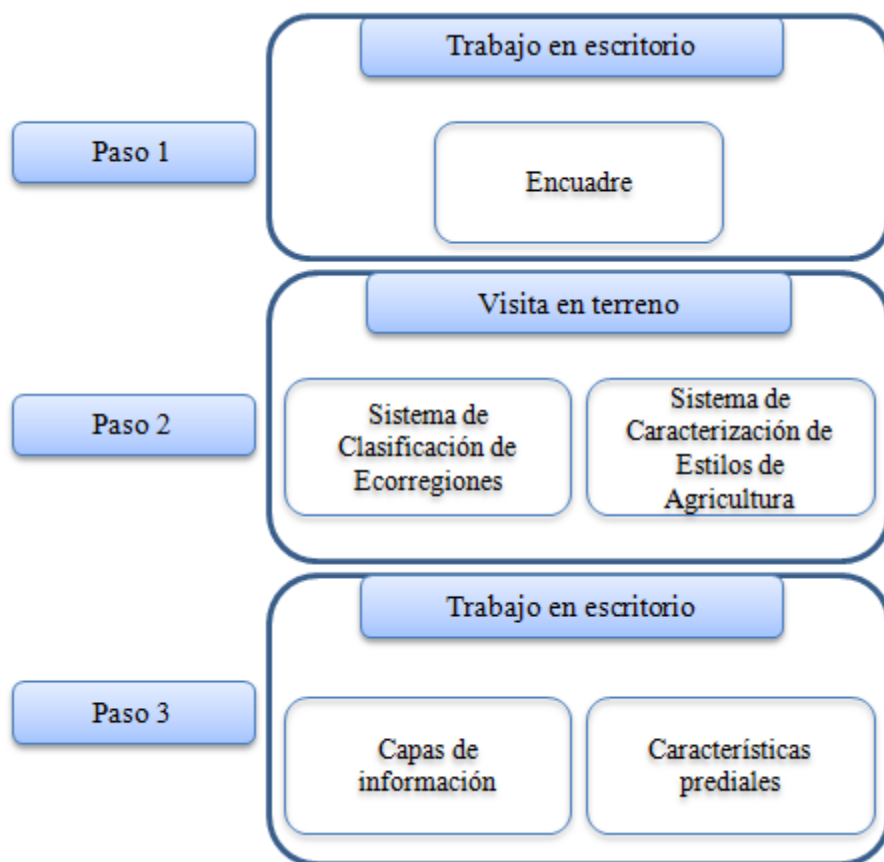 Trabajo en escritorio
Paso 1
Encuadre
Visita en terreno
Paso 2
Sistema de
Clasificación de
Ecorregiones
Sistema de
Caracterización de
Estilos de
Agricultura
Trabajo en escritorio
Paso 3
Capas de
información
Características
prediales